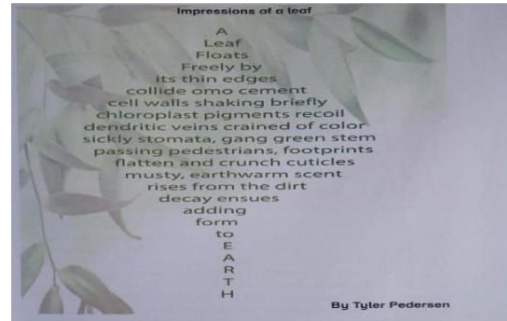 Impressions of a leaf
A
Leaf
Floats
Freely by
its thin edges
collide omo cement
cell walls shaking briefly
chloroplast pigments recoil
dendritic veins crained of color
sickly stomata, gang green stem
passing pedestrians, footprints
flatten and crunch cuticles
musty, earthwarm scent
rises from the dirt
decay ensues
adding
form
to
E
A
R
T
H
By Tyler Pedersen